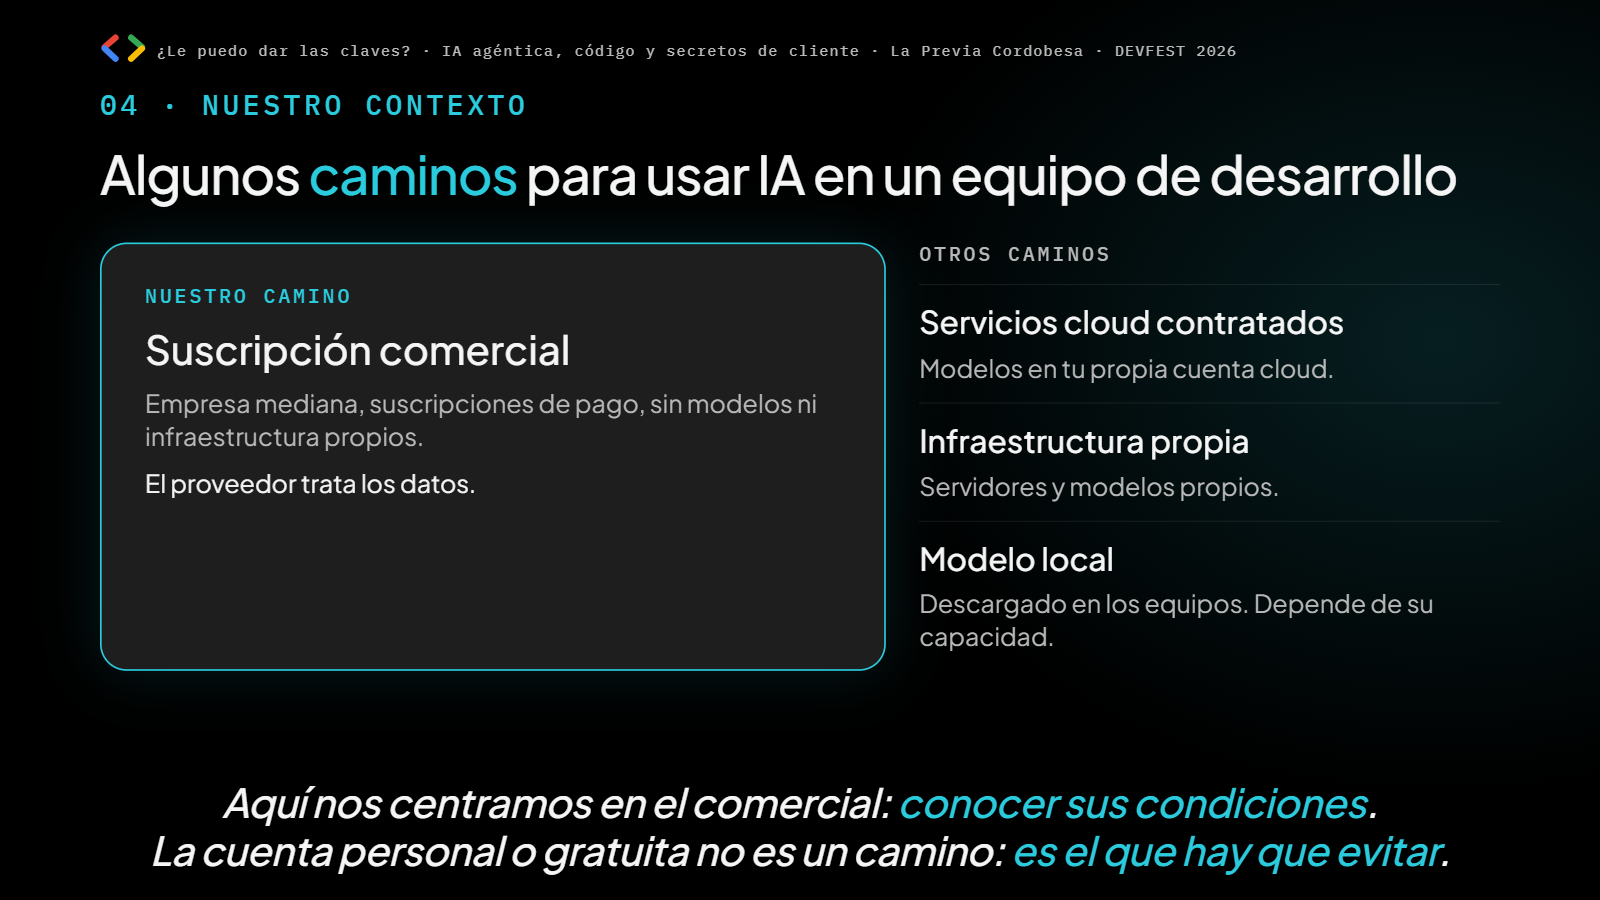 ¿Le puedo dar las claves? · IA agéntica, código y secretos de cliente · La Previa Cordobesa · DEVFEST 2026
04 · NUESTRO CONTEXTO
Algunos caminos para usar IA en un equipo de desarrollo
NUESTRO CAMINO
Suscripción comercial
Empresa mediana, suscripciones de pago, sin modelos ni
infraestructura propios.
El proveedor trata los datos.
OTROS CAMINOS
Servicios cloud contratados
Modelos en tu propia cuenta cloud.
Infraestructura propia
Servidores y modelos propios.
Modelo local
Descargado en los equipos. Depende de su
capacidad.
Aquí nos centramos en el comercial: conocer sus condiciones.
La cuenta personal o gratuita no es un camino: es el que hay que evitar.